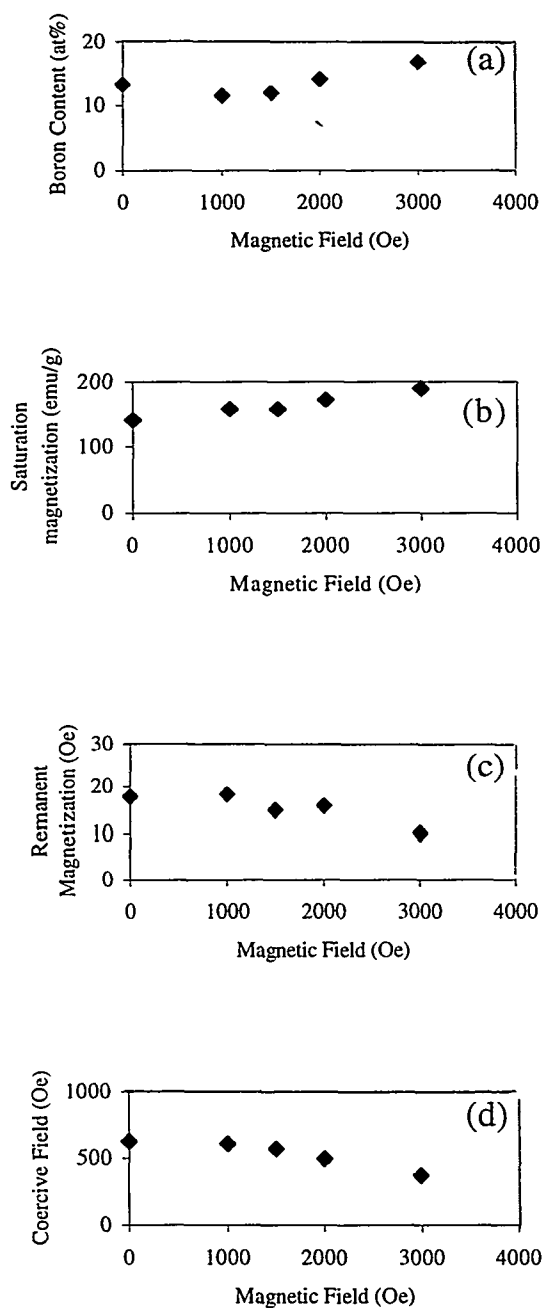 Boron Content (at%)
20
10
0
(a)
0 1000 2000 3000 4000
Magnetic Field (Oe)
Saturation
magnetization (emu/g)
200
100
0
(b)
0 1000 2000 3000 4000
Magnetic Field (Oe)
Remanent
Magnetization (Oe)
30
20
10
0
(c)
0 1000 2000 3000 4000
Magnetic Field (Oe)
Coercive Field (Oe)
1000
500
0
(d)
0 1000 2000 3000 4000
Magnetic Field (Oe)